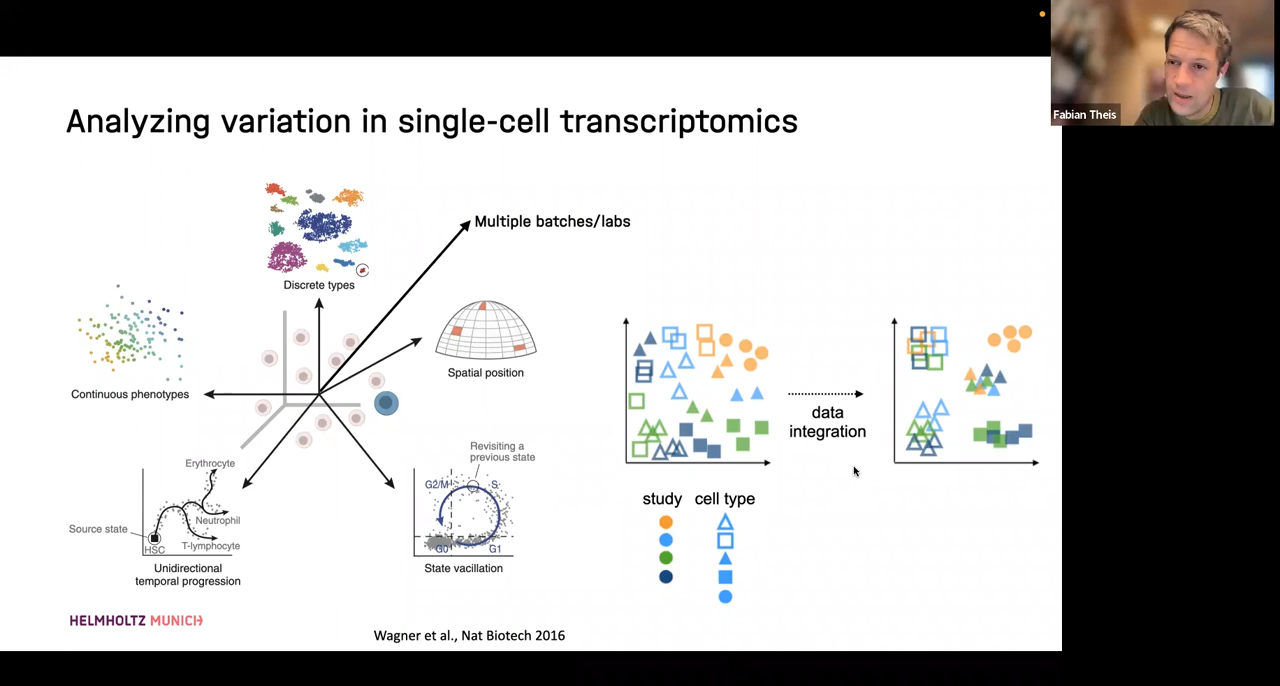 Fabian Theis
Analyzing variation in single-cell transcriptomics
Multiple batches/labs
Discrete types
Spatial position
Continuous phenotypes
data
integration
Revisiting a
previous state
G2/M
S
G0
G1
State vacillation
Erythrocyte
Source state
Neutrophil
HSC
T-lymphocyte
Unidirectional
temporal progression
study
cell type
HELMHOLTZ MUNICH
Wagner et al., Nat Biotech 2016